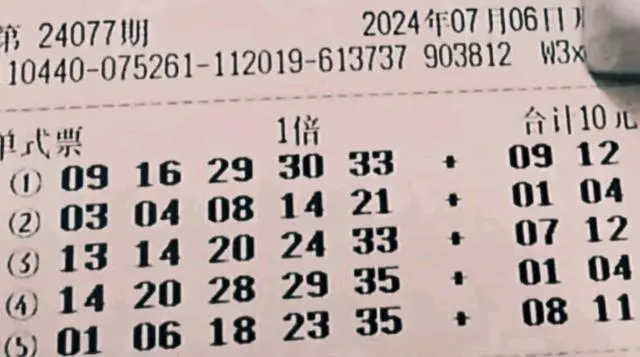 第 24077期 2024年07月06日
10440-075261-112019-613737 903812 W3x
单式票 1倍 合计10元
① 09 16 29 30 33 + 09 12
② 03 04 08 14 21 + 01 04
③ 13 14 20 24 33 + 07 12
④ 14 20 28 29 35 + 01 04
⑤ 01 06 18 23 35 + 08 11